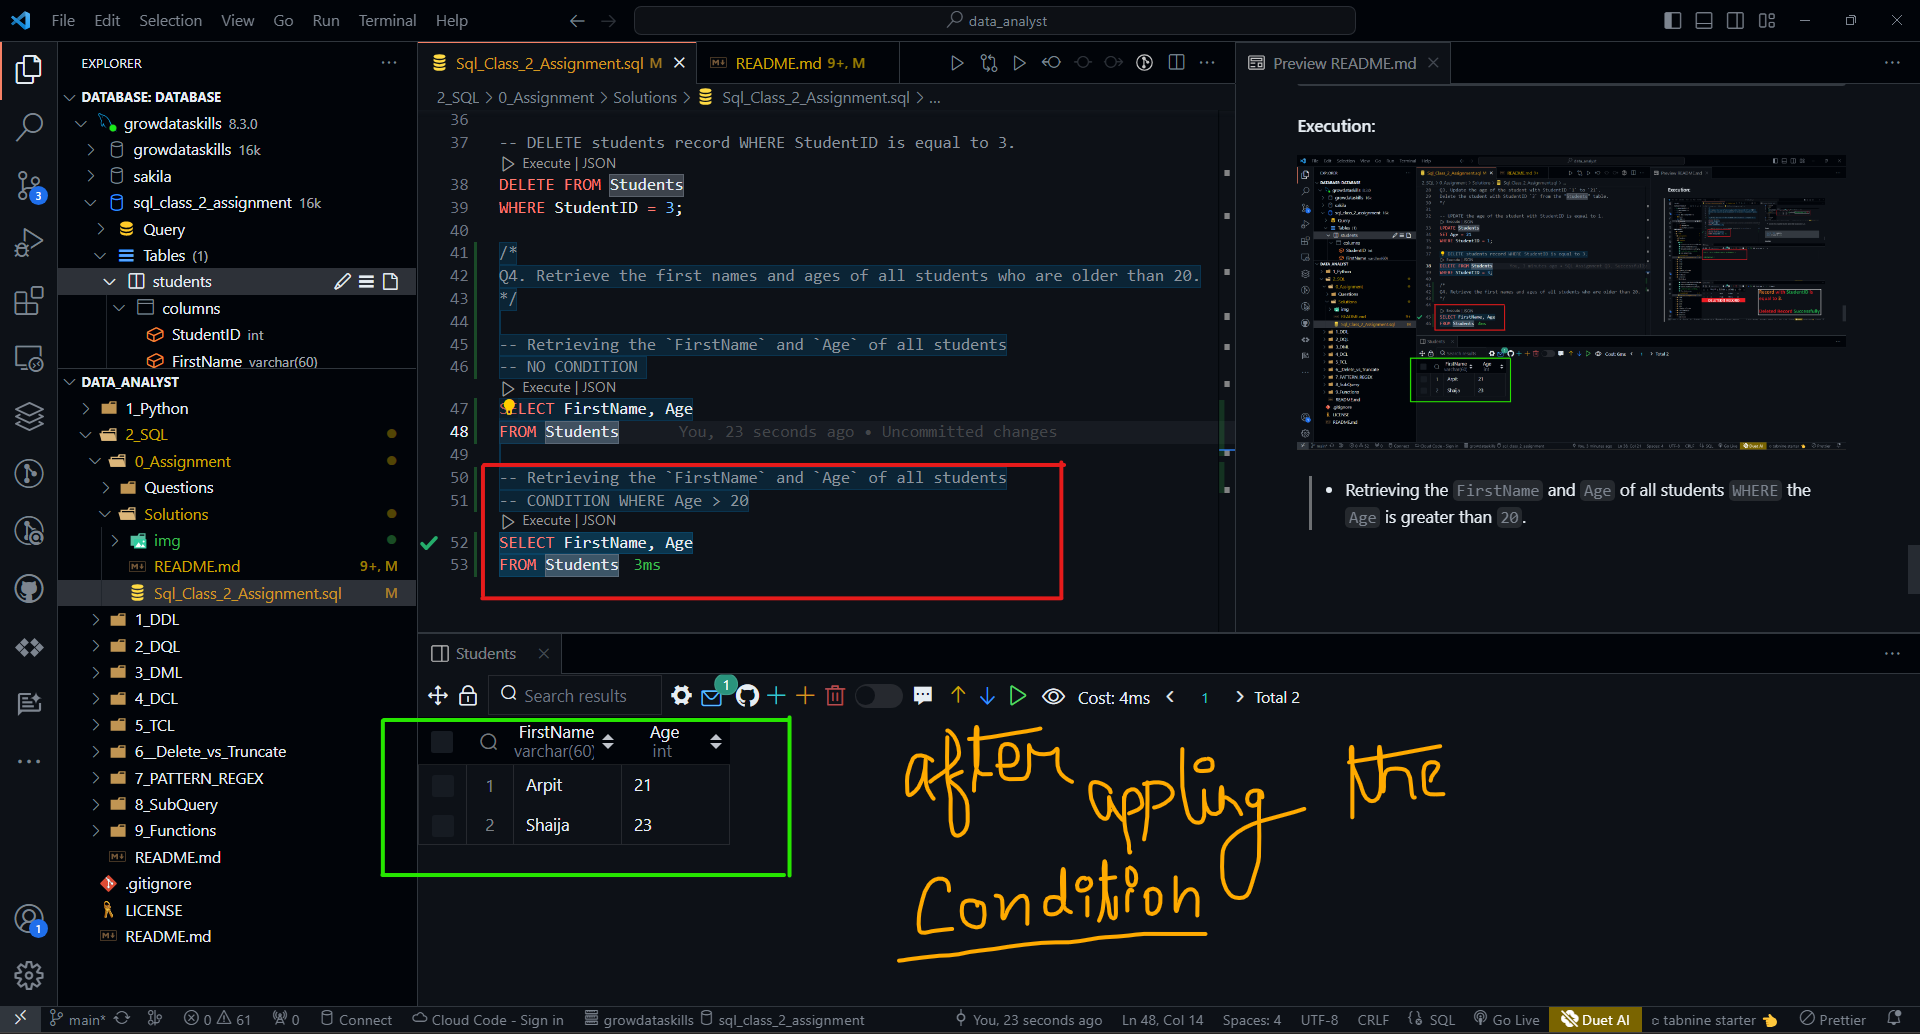 File Edit Selection View Go Run Terminal Help
data_analyst
EXPLORER
DATABASE: DATABASE
growdataskills 8.3.0
growdataskills 16k
sakila
sql_class_2_assignment 16k
Query
Tables (1)
students
columns
StudentID int
FirstName varchar(60)
DATA_ANALYST
1_Python
2_SQL
0_Assignment
Questions
Solutions
img
README.md 9+, M
Sql_Class_2_Assignment.sql M
1_DDL
2_DQL
3_DML
4_DCL
5_TCL
6__Delete_vs_Truncate
7_PATTERN_REGEX
8_SubQuery
9_Functions
README.md
.gitignore
LICENSE
README.md
3
1
Sql_Class_2_Assignment.sql M
README.md 9+, M
2_SQL > 0_Assignment > Solutions > Sql_Class_2_Assignment.sql > ...
36
37 -- DELETE students record WHERE StudentID is equal to 3.
Execute | JSON
38 DELETE FROM Students
39 WHERE StudentID = 3;
40
41 /*
42 Q4. Retrieve the first names and ages of all students who are older than 20.
43 */
44
45 -- Retrieving the `FirstName` and `Age` of all students
46 -- NO CONDITION
Execute | JSON
47 SELECT FirstName, Age
48 FROM Students You, 23 seconds ago • Uncommitted changes
49
50 -- Retrieving the `FirstName` and `Age` of all students
51 -- CONDITION WHERE Age > 20
Execute | JSON
52 SELECT FirstName, Age
53 FROM Students 3ms
Preview README.md
Execution:
Retrieving the FirstName and Age of all students WHERE the
Age is greater than 20.
Students
Search results
1
Cost: 4ms
1
Total 2
FirstName Age
varchar(60) int
1 Arpit 21
2 Shaija 23
after appling the
Condition
main* 0 61 0 Connect Cloud Code - Sign in growdataskills sql_class_2_assignment You, 23 seconds ago Ln 48, Col 14 Spaces: 4 UTF-8 CRLF SQL Go Live Duet AI tabnine starter Prettier